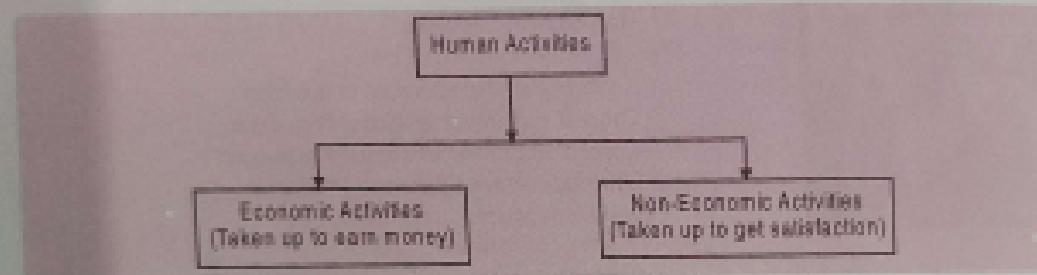 Human Activities
Economic Activities
(Taken up to earn money)
Non-Economic Activities
(Taken up to get satisfaction)